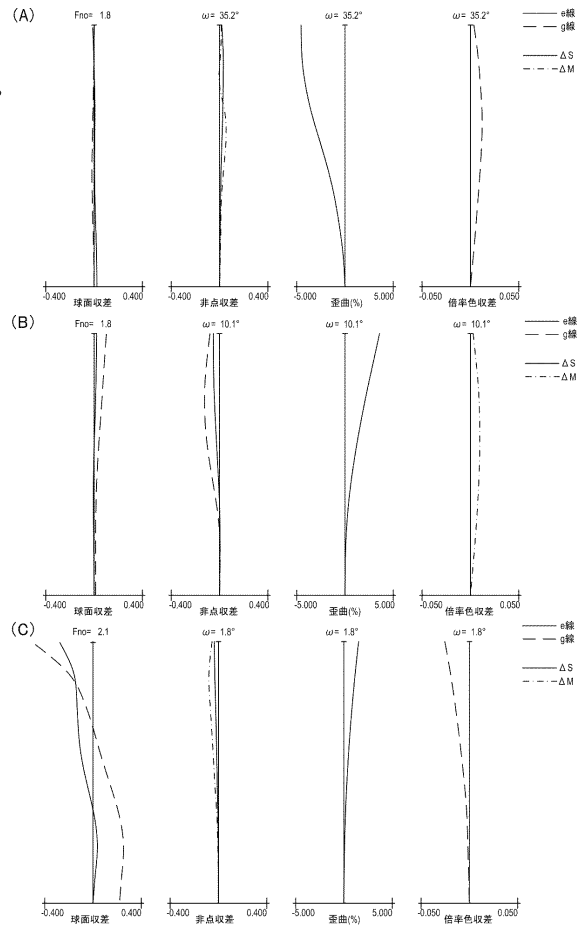 (A)
Fno= 1.8
ω= 35.2°
ω= 35.2°
ω= 35.2°
e線
g線
ΔS
ΔM
-0.400 0.400
球面収差
-0.400 0.400
非点収差
-5.000 5.000
歪曲(%)
-0.050 0.050
倍率色収差
(B)
Fno= 1.8
ω= 10.1°
ω= 10.1°
ω= 10.1°
e線
g線
ΔS
ΔM
-0.400 0.400
球面収差
-0.400 0.400
非点収差
-5.000 5.000
歪曲(%)
-0.050 0.050
倍率色収差
(C)
Fno= 2.1
ω= 1.8°
ω= 1.8°
ω= 1.8°
e線
g線
ΔS
ΔM
-0.400 0.400
球面収差
-0.400 0.400
非点収差
-5.000 5.000
歪曲(%)
-0.050 0.050
倍率色収差